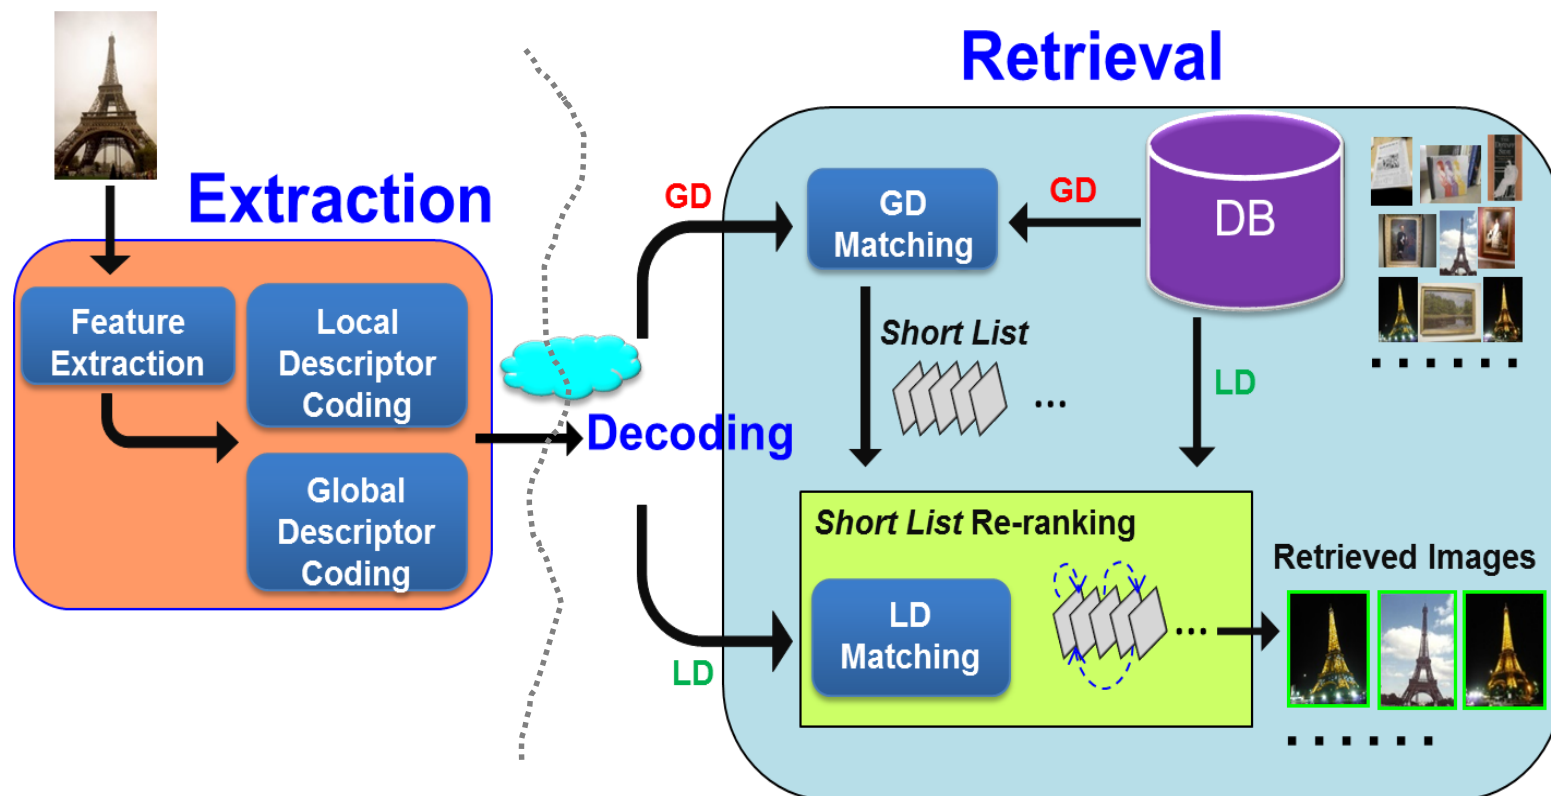 Retrieval
Extraction
GD
GD
Matching
GD
DB
Feature
Extraction
Local
Descriptor
Coding
Short List
...
LD
Decoding
Global
Descriptor
Coding
Short List Re-ranking
LD
Matching
...
LD
Retrieved Images